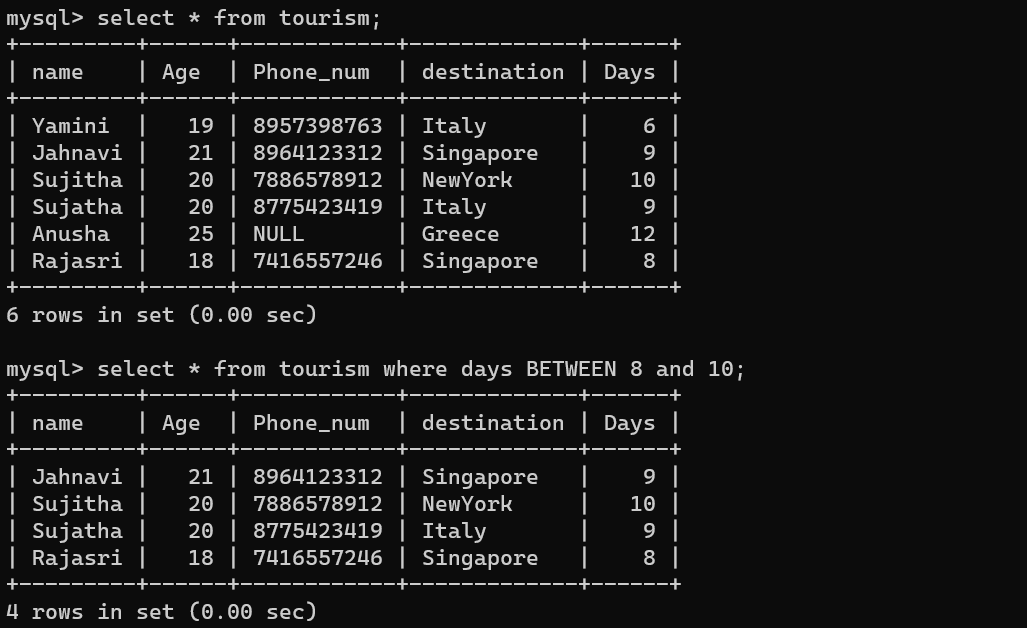 mysql> select * from tourism;
+---------+------+------------+-------------+------+
| name    | Age  | Phone_num  | destination | Days |
+---------+------+------------+-------------+------+
| Yamini  |   19 | 8957398763 | Italy       |    6 |
| Jahnavi |   21 | 8964123312 | Singapore   |    9 |
| Sujitha |   20 | 7886578912 | NewYork     |   10 |
| Sujatha |   20 | 8775423419 | Italy       |    9 |
| Anusha  |   25 | NULL       | Greece      |   12 |
| Rajasri |   18 | 7416557246 | Singapore   |    8 |
+---------+------+------------+-------------+------+
6 rows in set (0.00 sec)

mysql> select * from tourism where days BETWEEN 8 and 10;
+---------+------+------------+-------------+------+
| name    | Age  | Phone_num  | destination | Days |
+---------+------+------------+-------------+------+
| Jahnavi |   21 | 8964123312 | Singapore   |    9 |
| Sujitha |   20 | 7886578912 | NewYork     |   10 |
| Sujatha |   20 | 8775423419 | Italy       |    9 |
| Rajasri |   18 | 7416557246 | Singapore   |    8 |
+---------+------+------------+-------------+------+
4 rows in set (0.00 sec)